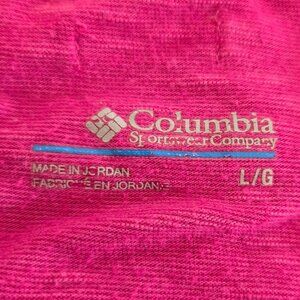 Columbia
Sportswear Company
MADE IN JORDAN
FABRIQUÉ EN JORDANIE
L/G